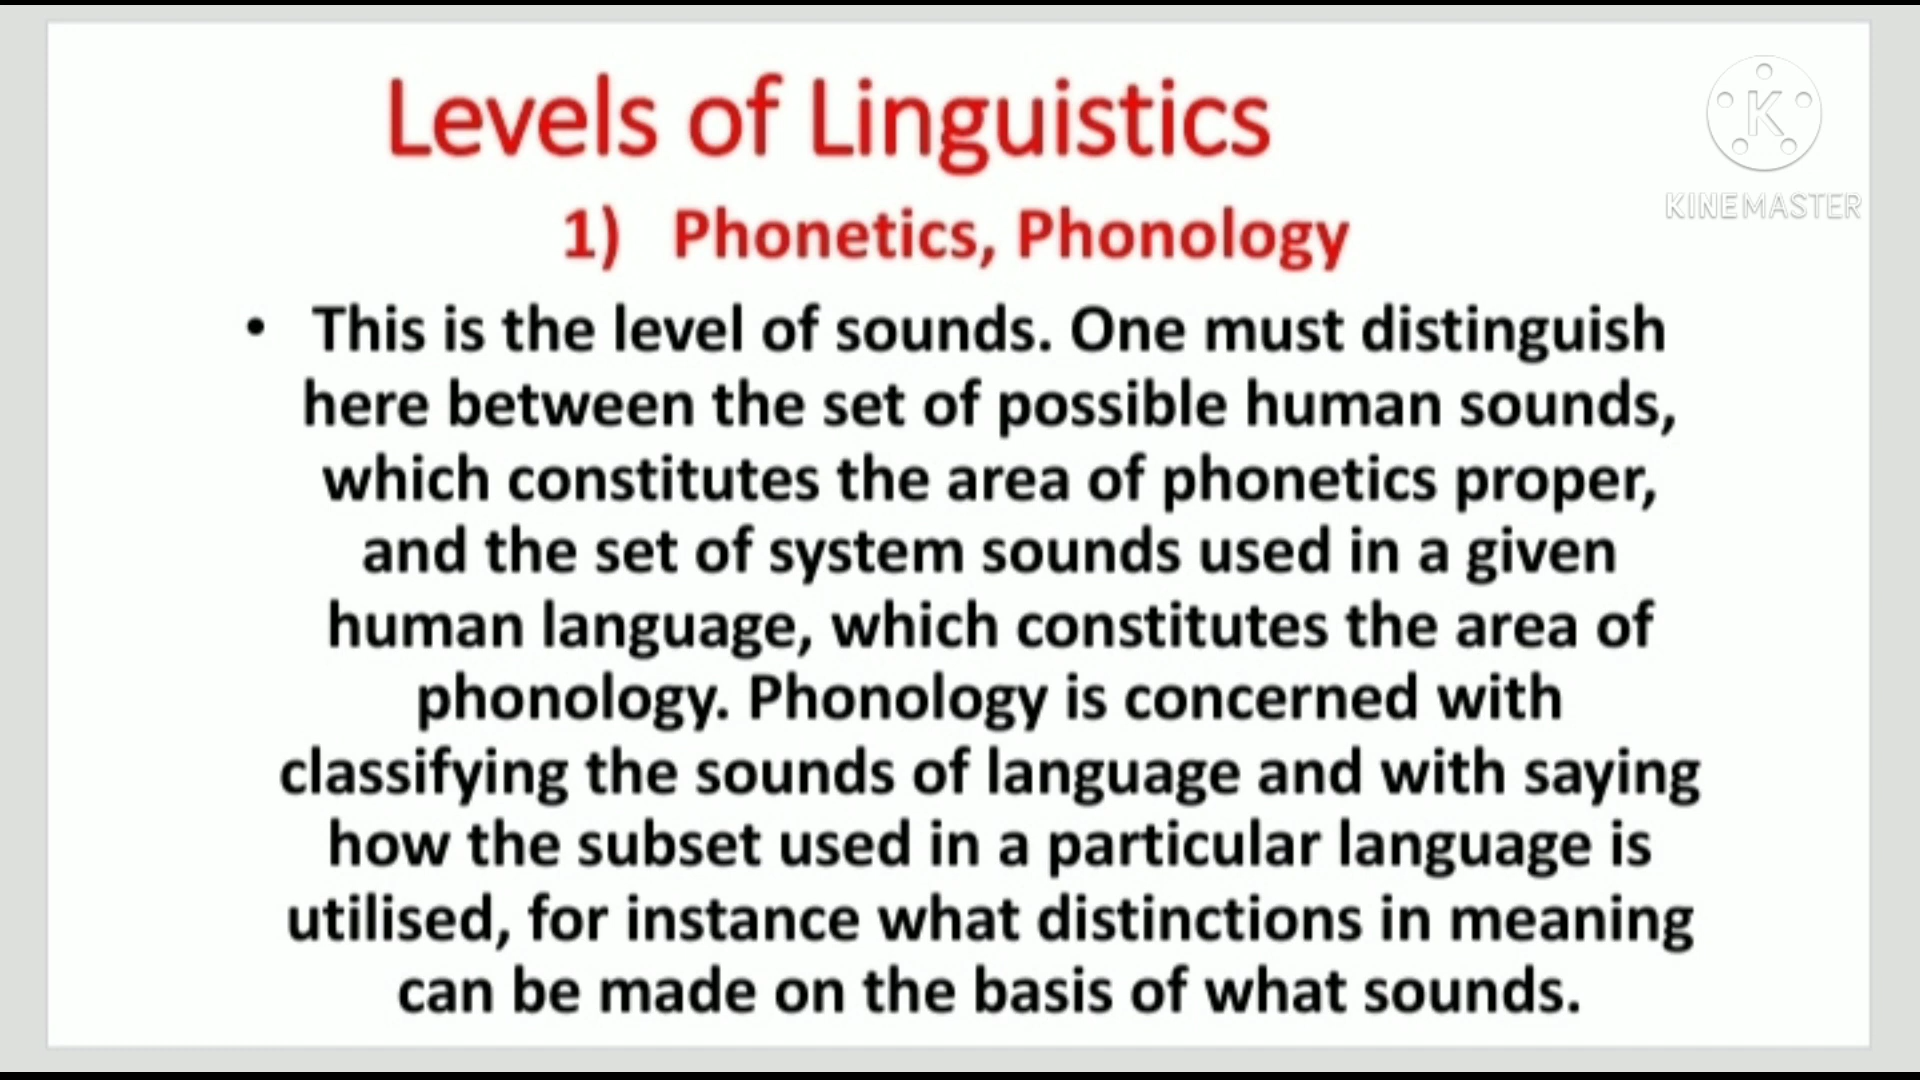 Levels of Linguistics
K
KINEMASTER
1) Phonetics, Phonology
• This is the level of sounds. One must distinguish
here between the set of possible human sounds,
which constitutes the area of phonetics proper,
and the set of system sounds used in a given
human language, which constitutes the area of
phonology. Phonology is concerned with
classifying the sounds of language and with saying
how the subset used in a particular language is
utilised, for instance what distinctions in meaning
can be made on the basis of what sounds.